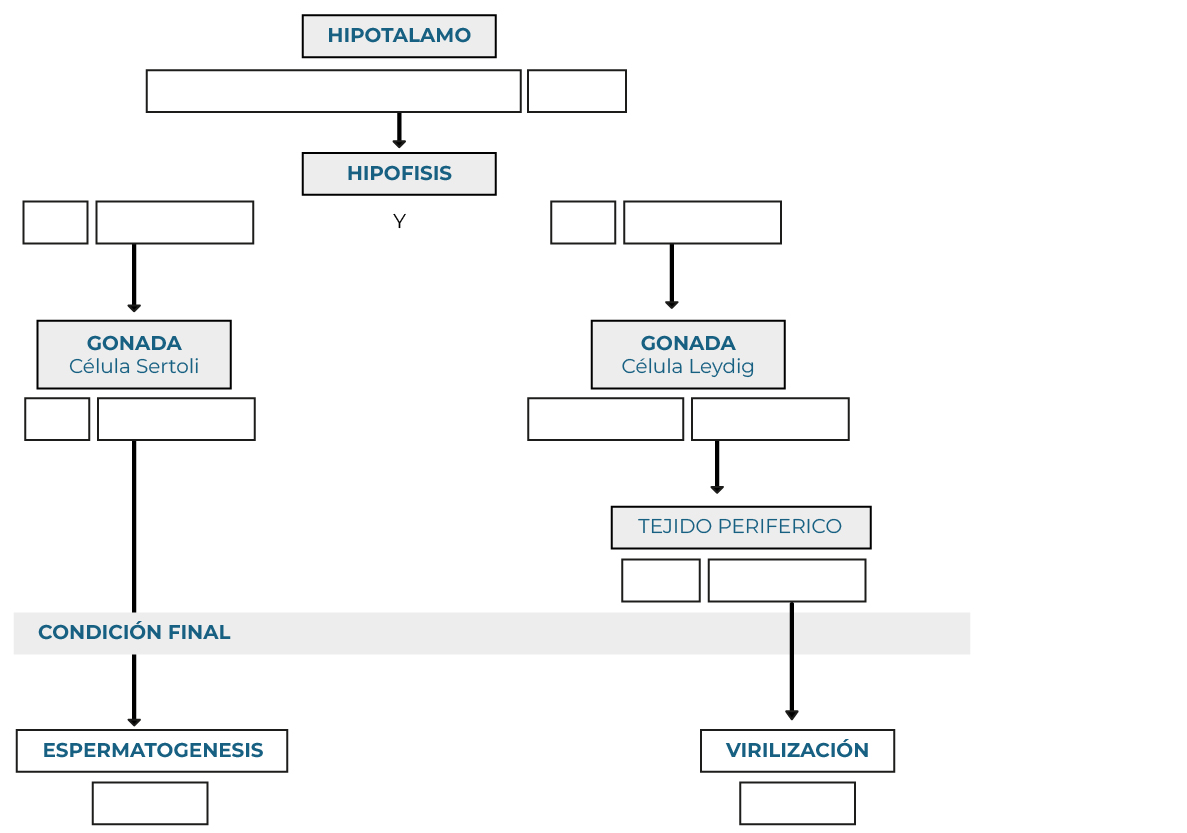 HIPOTALAMO
HIPOFISIS
Y
GONADA
Célula Sertoli
GONADA
Célula Leydig
TEJIDO PERIFERICO
CONDICIÓN FINAL
ESPERMATOGENESIS
VIRILIZACIÓN